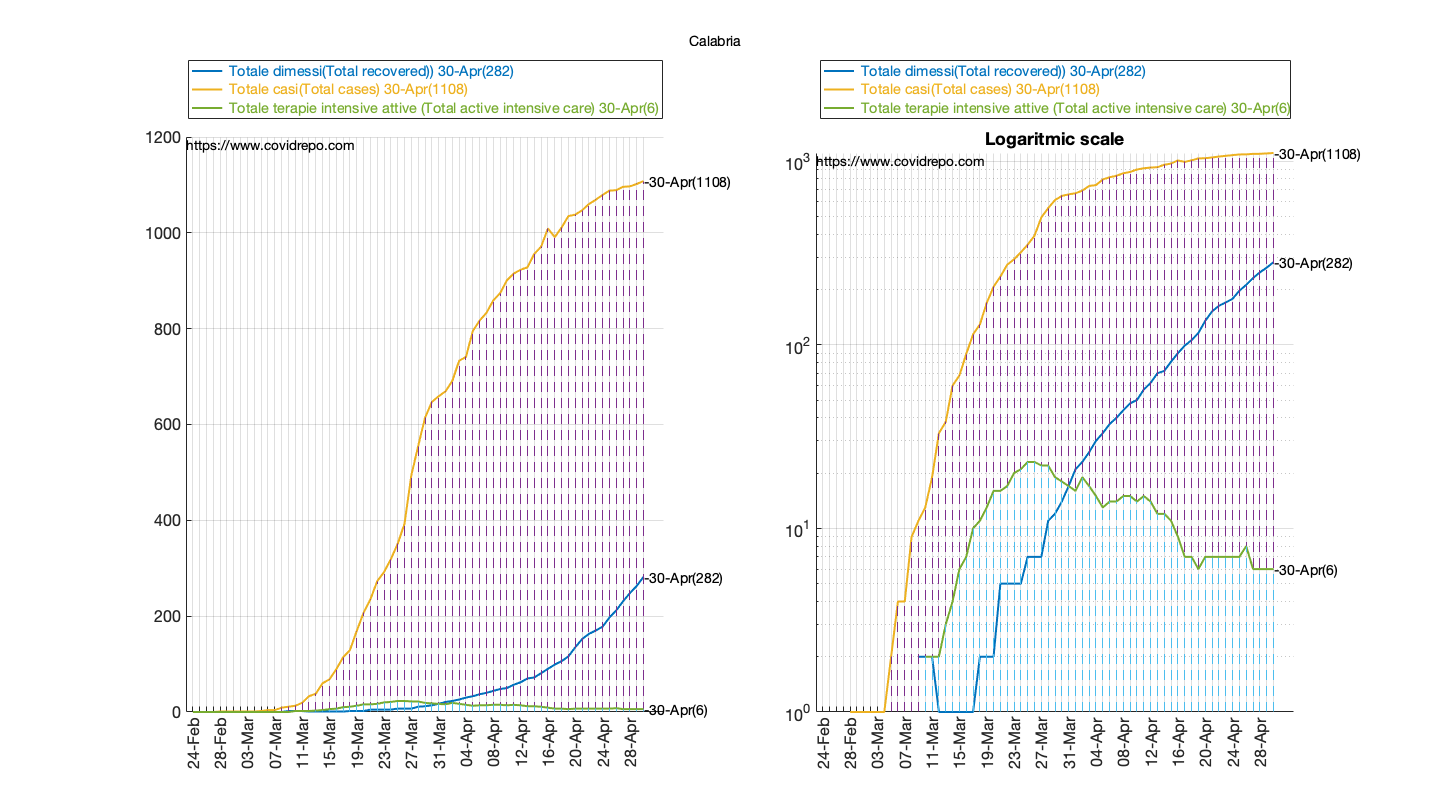 Calabria
Totale dimessi(Total recovered)) 30-Apr(282)
Totale casi(Total cases) 30-Apr(1108)
Totale terapie intensive attive (Total active intensive care) 30-Apr(6)
1200
1000
800
600
400
200
0
https://www.covidrepo.com
-30-Apr(1108)
-30-Apr(282)
-30-Apr(6)
24-Feb
28-Feb
03-Mar
07-Mar
11-Mar
15-Mar
19-Mar
23-Mar
27-Mar
31-Mar
04-Apr
08-Apr
12-Apr
16-Apr
20-Apr
24-Apr
28-Apr
Totale dimessi(Total recovered)) 30-Apr(282)
Totale casi(Total cases) 30-Apr(1108)
Totale terapie intensive attive (Total active intensive care) 30-Apr(6)
Logaritmic scale
10^3
10^2
10^1
10^0
https://www.covidrepo.com
-30-Apr(1108)
-30-Apr(282)
-30-Apr(6)
24-Feb
28-Feb
03-Mar
07-Mar
11-Mar
15-Mar
19-Mar
23-Mar
27-Mar
31-Mar
04-Apr
08-Apr
12-Apr
16-Apr
20-Apr
24-Apr
28-Apr